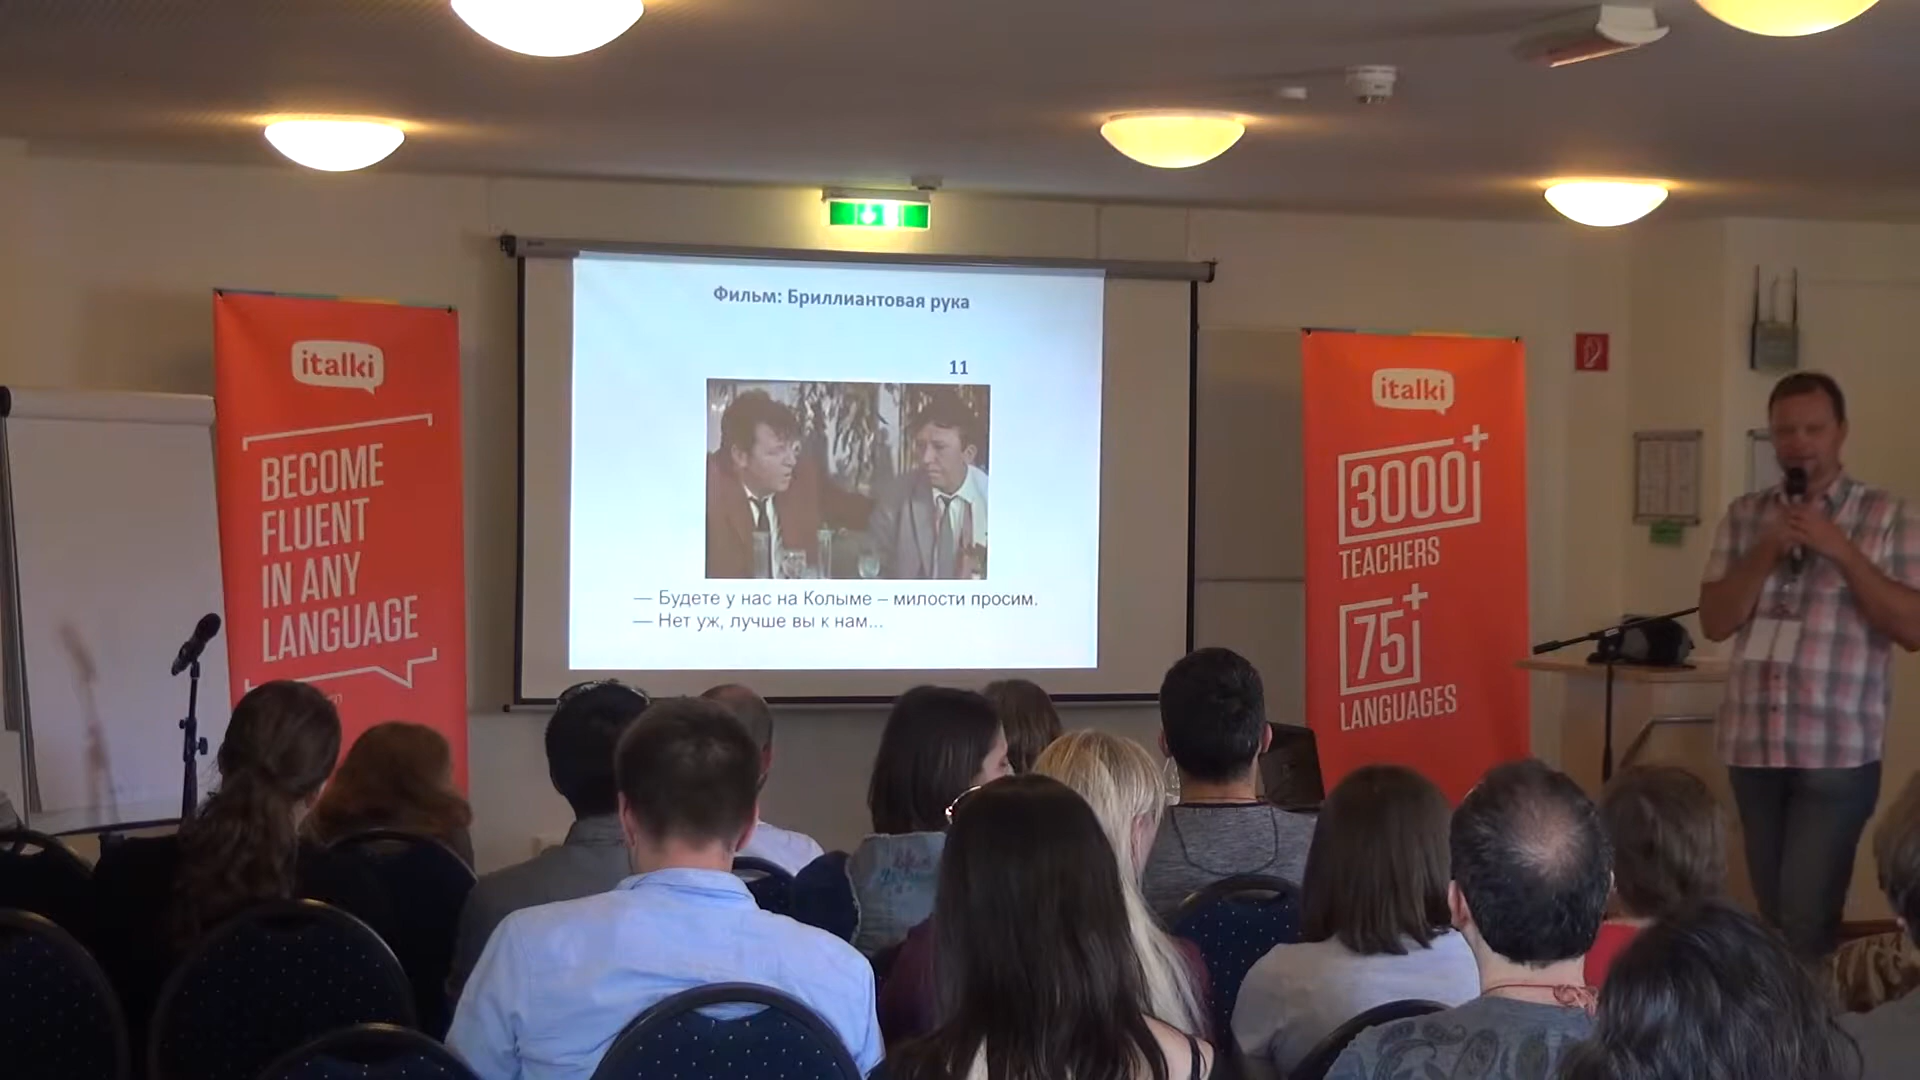 italki
BECOME
FLUENT
IN ANY
LANGUAGE
Фильм: Бриллиантовая рука
11
— Будете у нас на Колыме – милости просим.
— Нет уж, лучше вы к нам...
italki
3000+
TEACHERS
75+
LANGUAGES